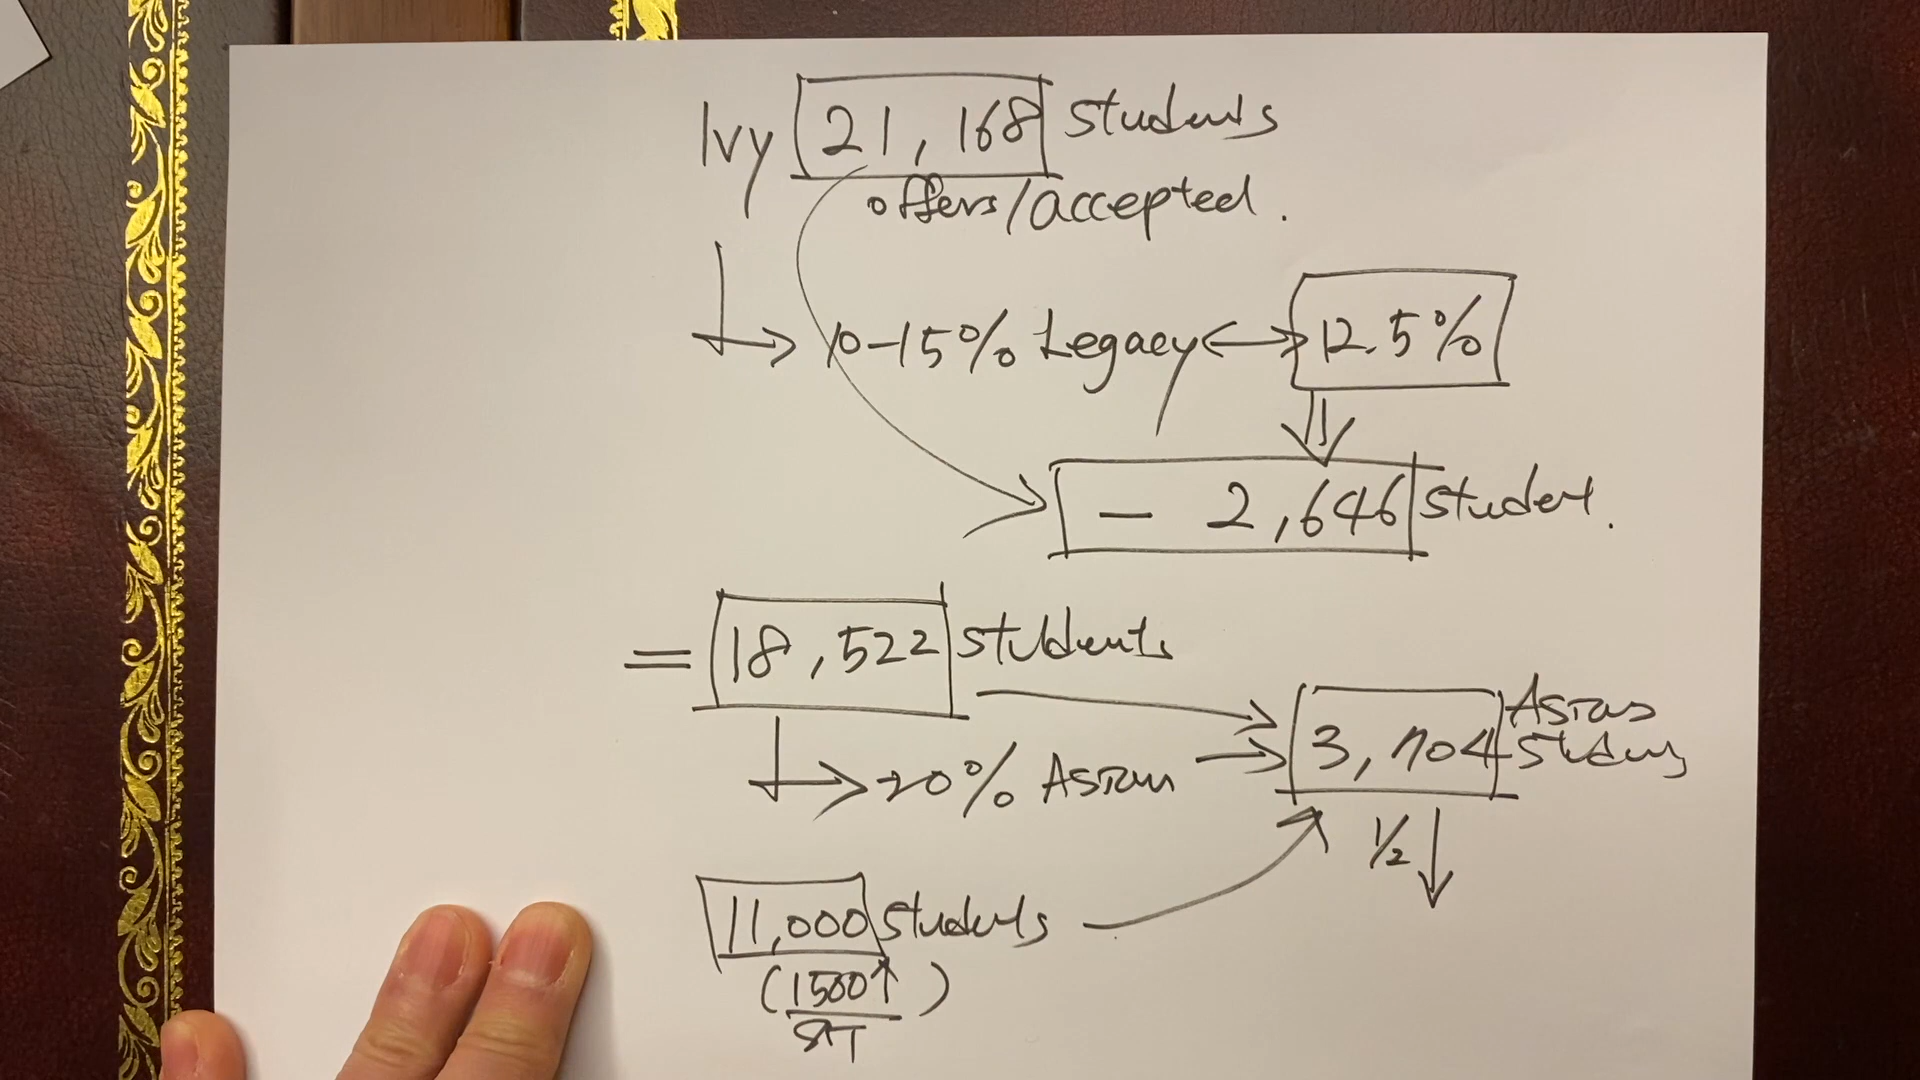 Ivy 21,168 students
offers/accepted.
10-15% Legacy 12.5%
- 2,646 student.
= 18,522 students
3,704 Asians
students
20% Asian
1/2
11,000 students
(1500↑)
SAT